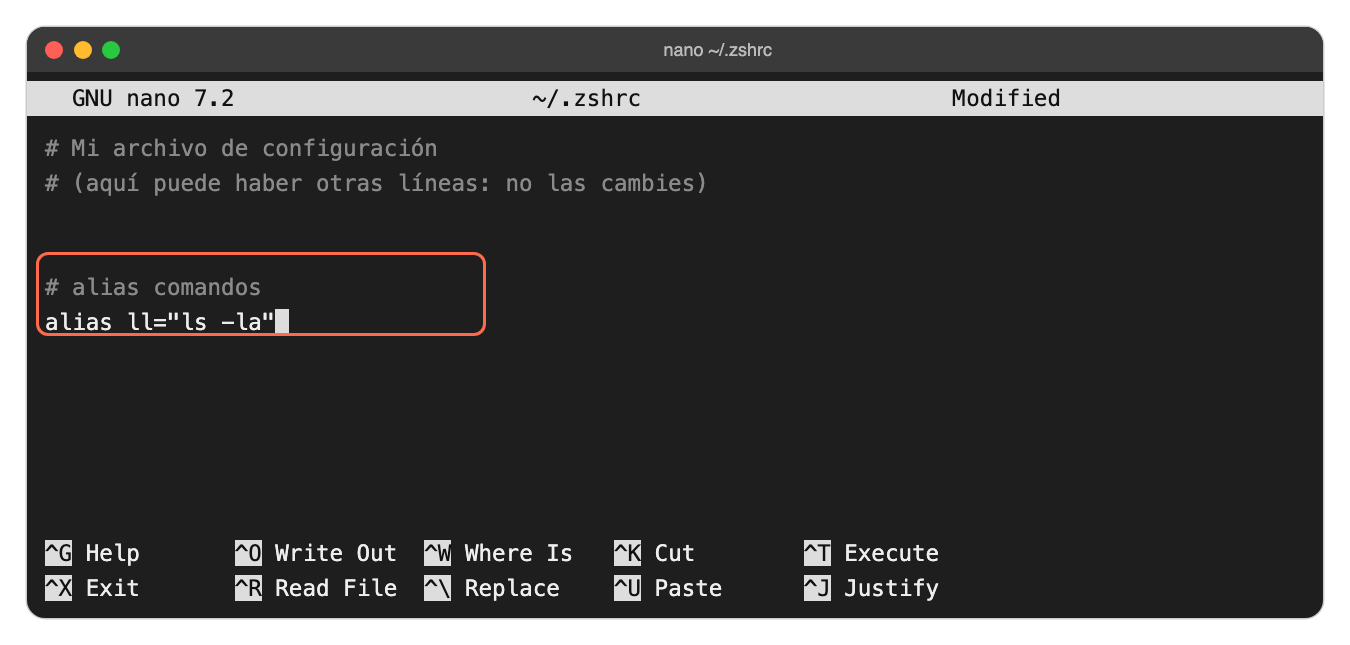 nano ~/.zshrc
GNU nano 7.2 ~/.zshrc Modified
# Mi archivo de configuración
# (aquí puede haber otras líneas: no las cambies)
# alias comandos
alias ll="ls -la"
^G Help ^O Write Out ^W Where Is ^K Cut ^T Execute
^X Exit ^R Read File ^\ Replace ^U Paste ^J Justify